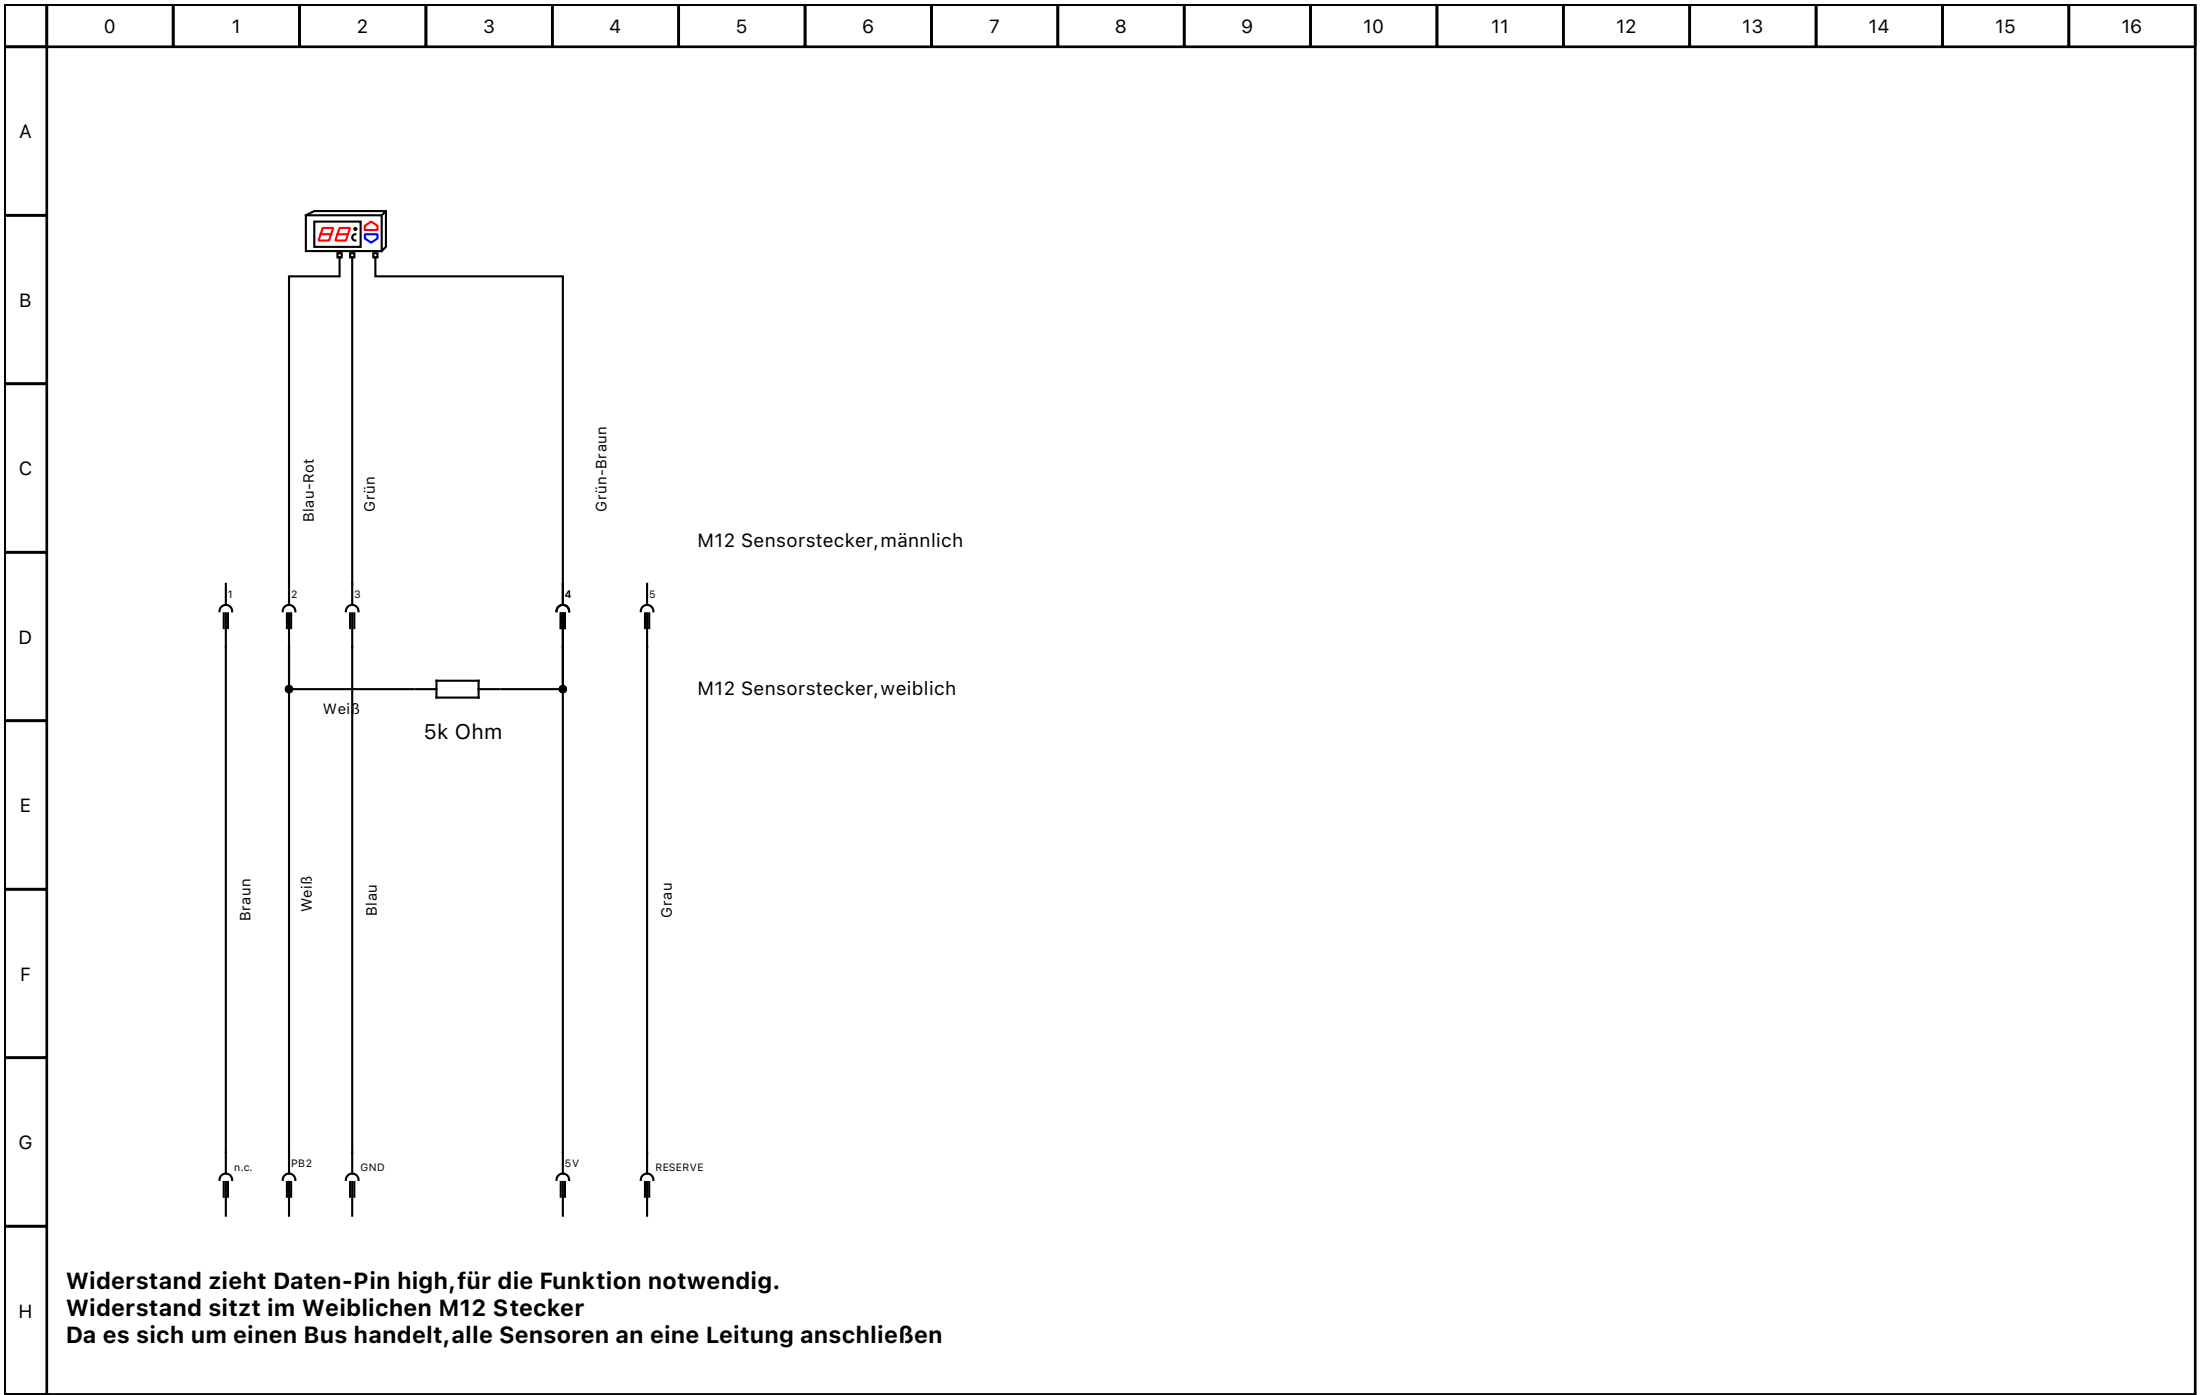 0 1 2 3 4 5 6 7 8 9 10 11 12 13 14 15 16
A
88:c
B
C
Blau-Rot
Grün
Grün-Braun
M12 Sensorstecker,männlich
1 2 3 4 5
D
M12 Sensorstecker,weiblich
Weiß
5k Ohm
E
Braun
Weiß
Blau
Grau
F
G
n.c. PB2 GND 5V RESERVE
H
Widerstand zieht Daten-Pin high,für die Funktion notwendig.
Widerstand sitzt im Weiblichen M12 Stecker
Da es sich um einen Bus handelt,alle Sensoren an eine Leitung anschließen